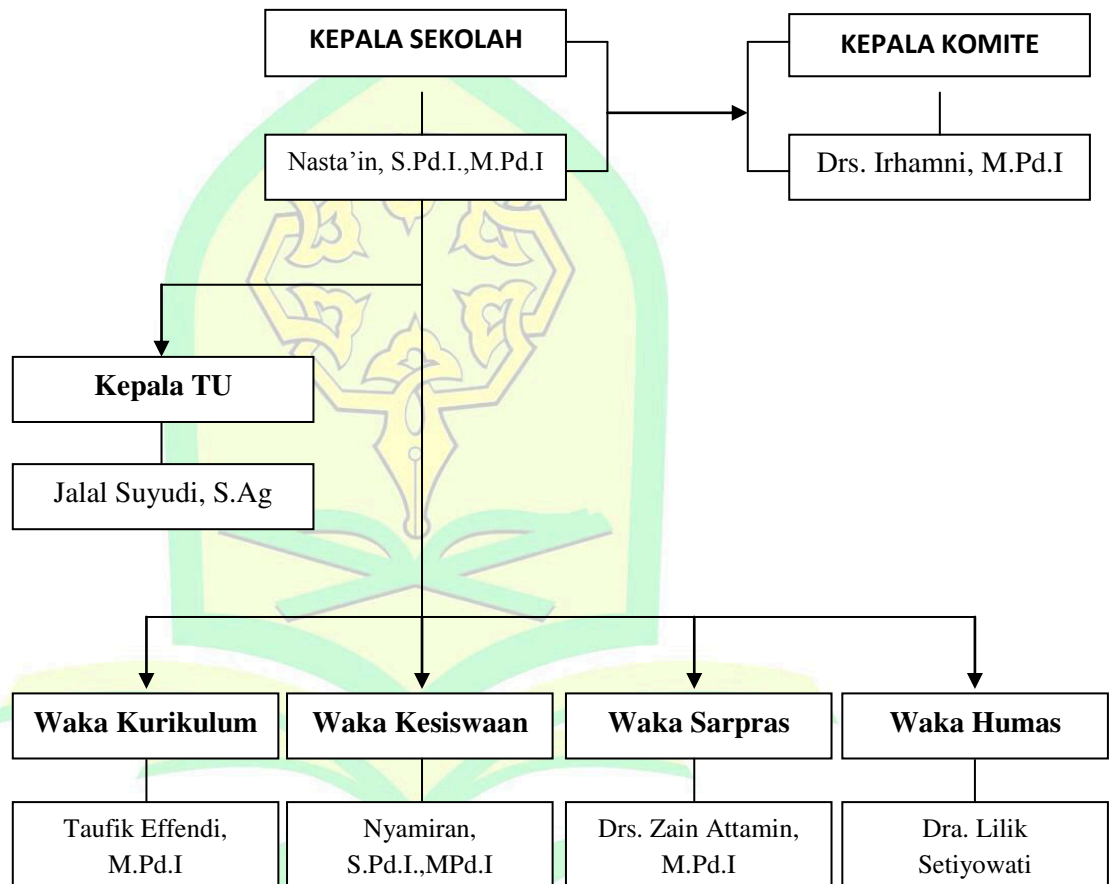 KEPALA SEKOLAH
KEPALA KOMITE
Nasta’in, S.Pd.I.,M.Pd.I
Drs. Irhamni, M.Pd.I
Kepala TU
Jalal Suyudi, S.Ag
Waka Kurikulum
Waka Kesiswaan
Waka Sarpras
Waka Humas
Taufik Effendi,
M.Pd.I
Nyamiran,
S.Pd.I.,MPd.I
Drs. Zain Attamin,
M.Pd.I
Dra. Lilik
Setiyowati